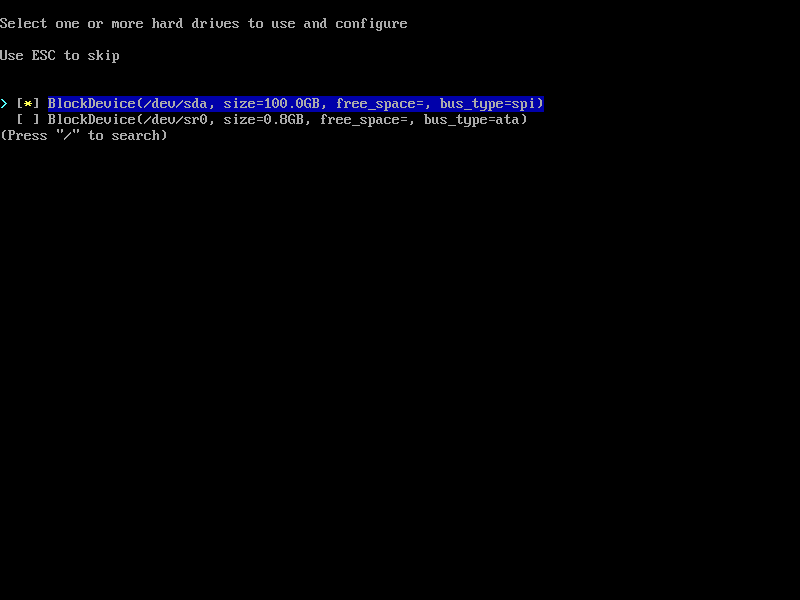 Select one or more hard drives to use and configure
Use ESC to skip
> [*] BlockDevice(/dev/sda, size=100.0GB, free_space=, bus_type=spi)
[ ] BlockDevice(/dev/sr0, size=0.8GB, free_space=, bus_type=ata)
(Press "/" to search)